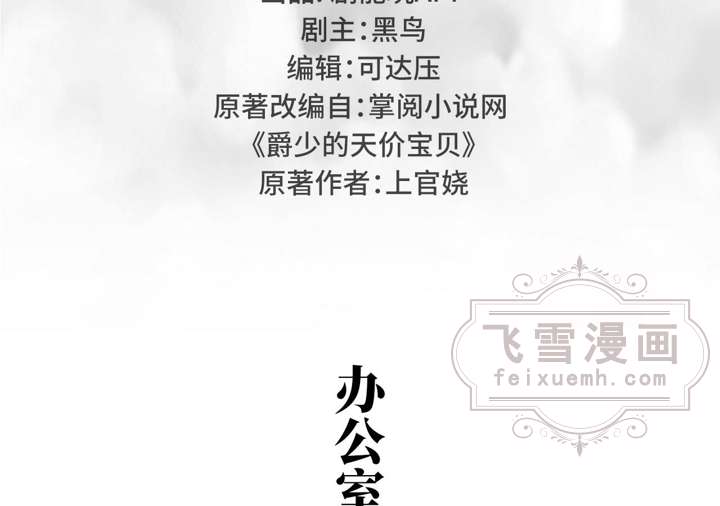 剧主：黑鸟
编辑：可达压
原著改编自：掌阅小说网
《爵少的天价宝贝》
原著作者：上官娆
飞雪漫画
feixuemh.com
办公室